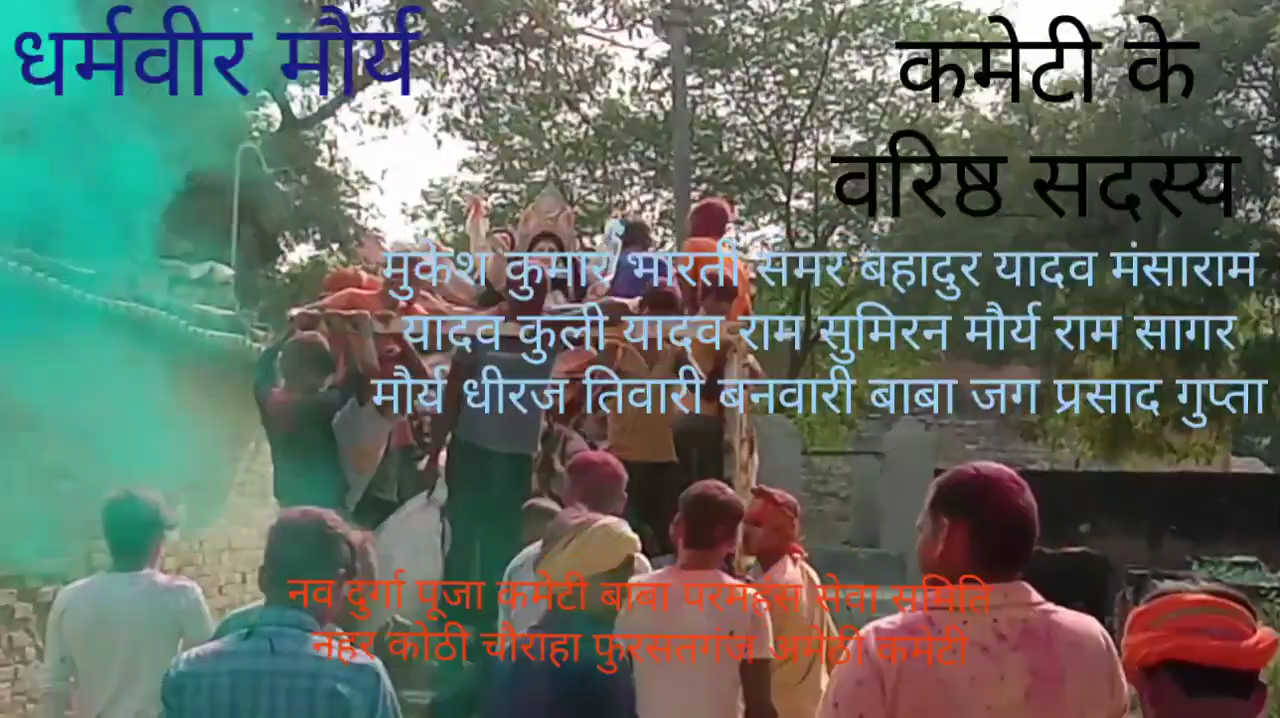 धर्मवीर मौर्य
कमेटी के
वरिष्ठ सदस्य
मुकेश कुमार भारती समर बहादुर यादव मंसाराम
यादव कुली यादव राम सुमिरन मौर्य राम सागर
मौर्य धीरज तिवारी बनवारी बाबा जग प्रसाद गुप्ता
नव दुर्गा पूजा कमेटी बाबा परमहंस सेवा समिति
नहर कोठी चौराहा फुरसतगंज अमेठी कमेटी